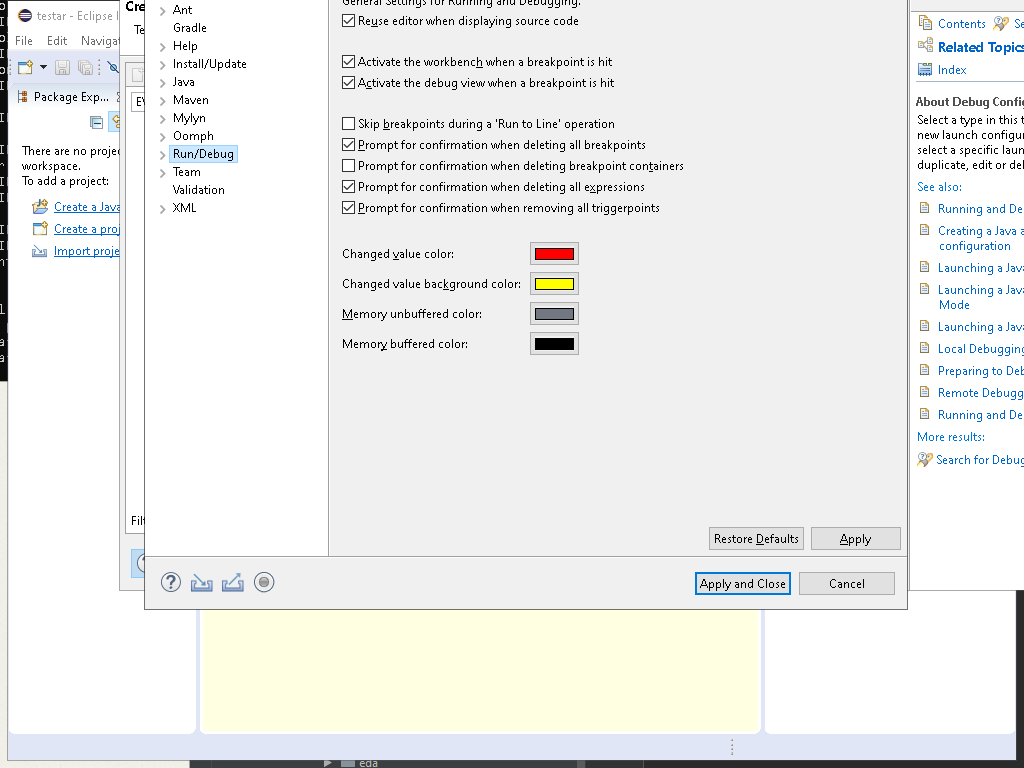 testar - Eclipse I
File
Edit
Naviga
Package Exp...
There are no proje
workspace.
To add a project:
Create a Java
Create a proj
Import proje
Cre
Filt
Ant
Gradle
Help
Install/Update
Java
Maven
Mylyn
Oomph
Run/Debug
Team
Validation
XML
General Settings for Running and Debugging.
Reuse editor when displaying source code
Activate the workbench when a breakpoint is hit
Activate the debug view when a breakpoint is hit
Skip breakpoints during a 'Run to Line' operation
Prompt for confirmation when deleting all breakpoints
Prompt for confirmation when deleting breakpoint containers
Prompt for confirmation when deleting all expressions
Prompt for confirmation when removing all triggerpoints
Changed value color:
Changed value background color:
Memory unbuffered color:
Memory buffered color:
Restore Defaults
Apply
Apply and Close
Cancel
Contents
Se
Related Topics
Index
About Debug Confi
Select a type in this t
new launch configur
select a specific laun
duplicate, edit or del
See also:
Running and De
Creating a Java a
configuration
Launching a Java
Launching a Java
Mode
Launching a Java
Local Debugging
Preparing to Deb
Remote Debugg
Running and De
More results:
Search for Debug
eda